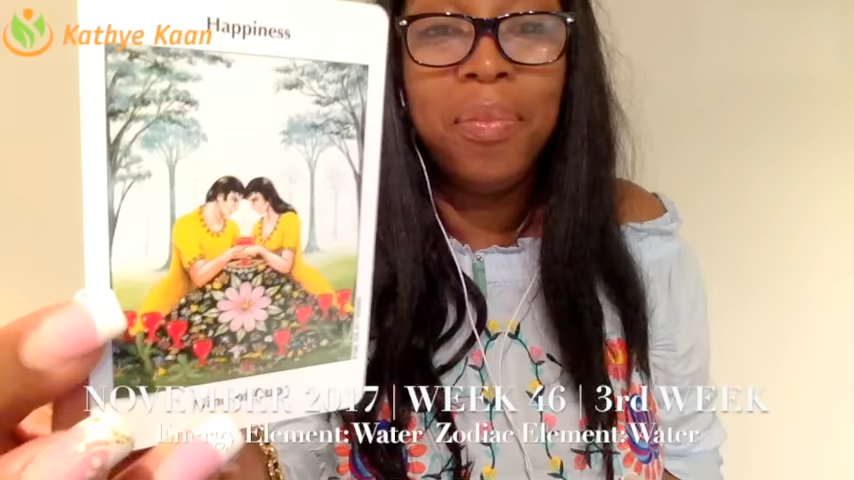 Happiness
Kathye Kaan
NOVEMBER 2017 | WEEK 46 | 3rd WEEK
Energy Element: Water Zodiac Element: Water